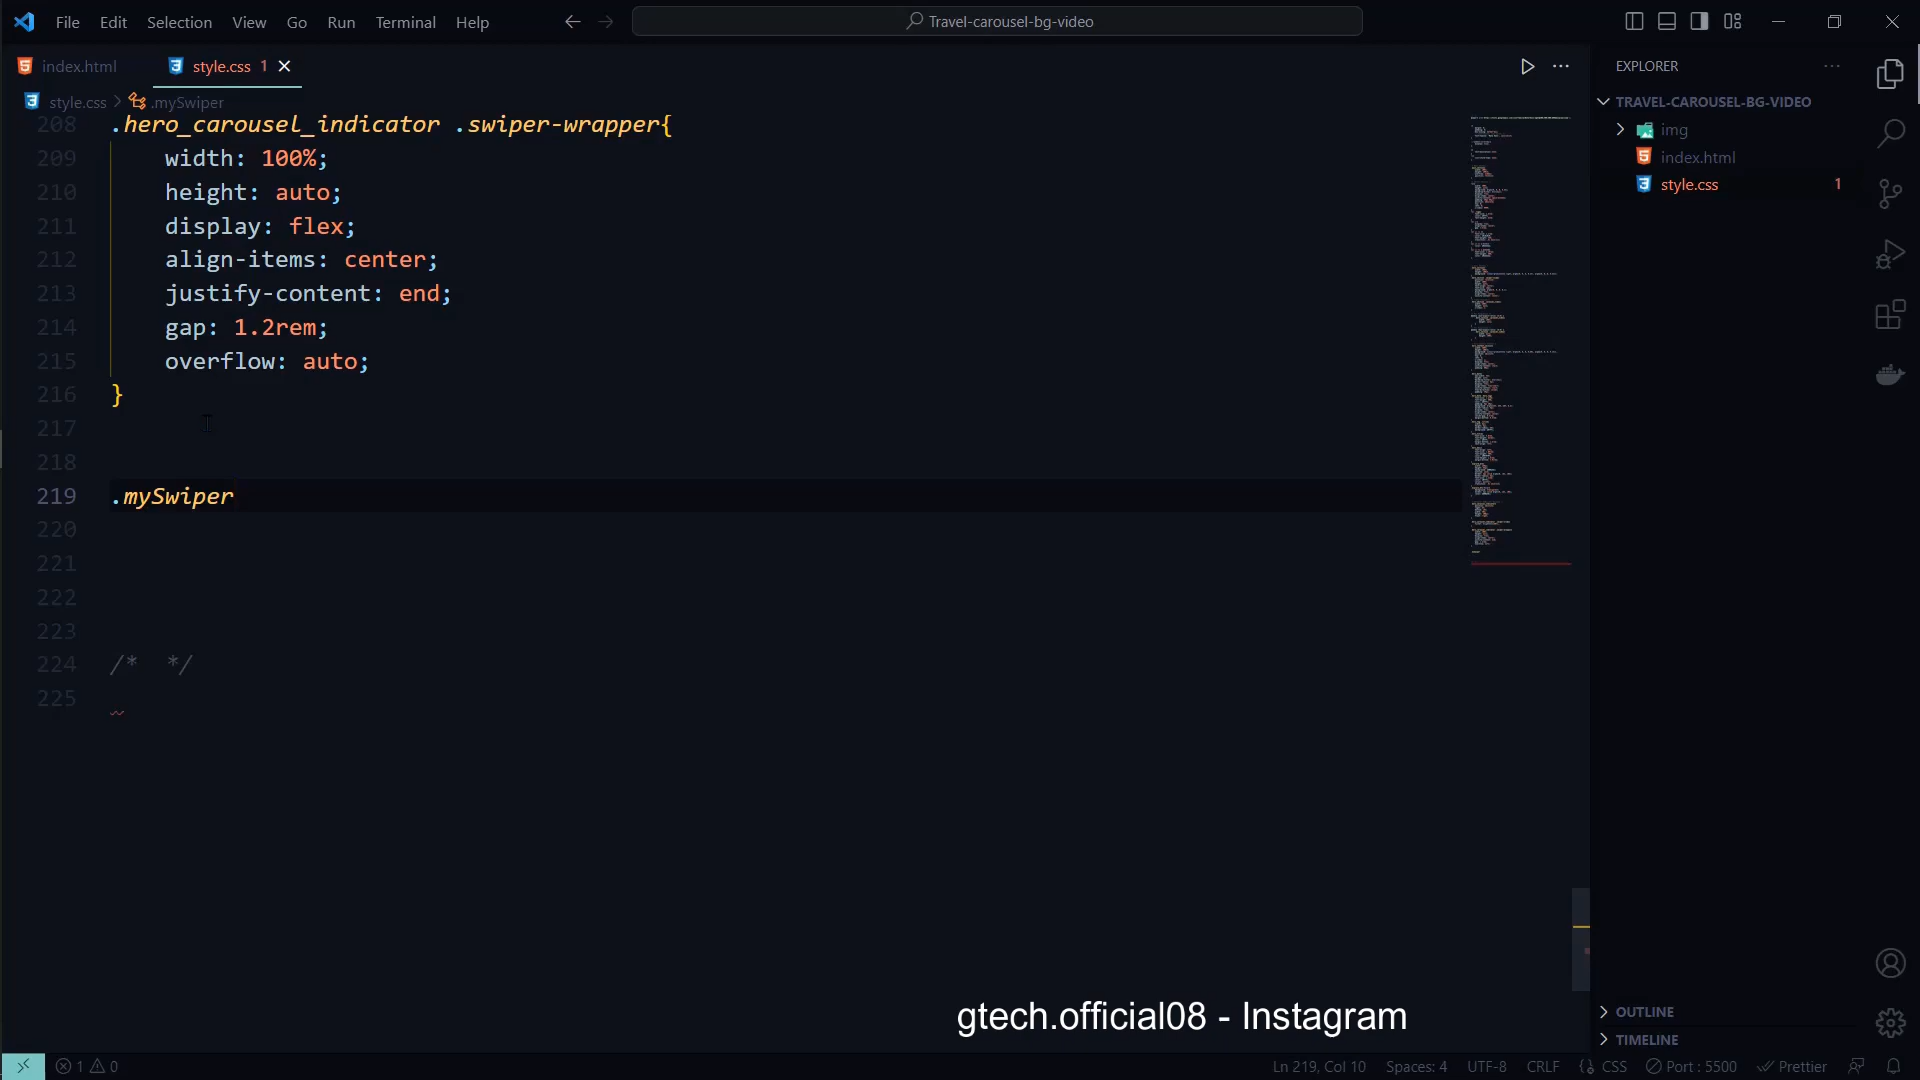 File Edit Selection View Go Run Terminal Help Travel-carousel-bg-video
index.html style.css 1
style.css > .mySwiper
208 .hero_carousel_indicator .swiper-wrapper{
209 width: 100%;
210 height: auto;
211 display: flex;
212 align-items: center;
213 justify-content: end;
214 gap: 1.2rem;
215 overflow: auto;
216 }
217
218
219 .mySwiper
220
221
222
223
224 /* */
225
EXPLORER
TRAVEL-CAROUSEL-BG-VIDEO
img
index.html
style.css 1
OUTLINE
TIMELINE
gtech.official08 - Instagram
1 0 Ln 219, Col 10 Spaces: 4 UTF-8 CRLF {} CSS Port : 5500 Prettier